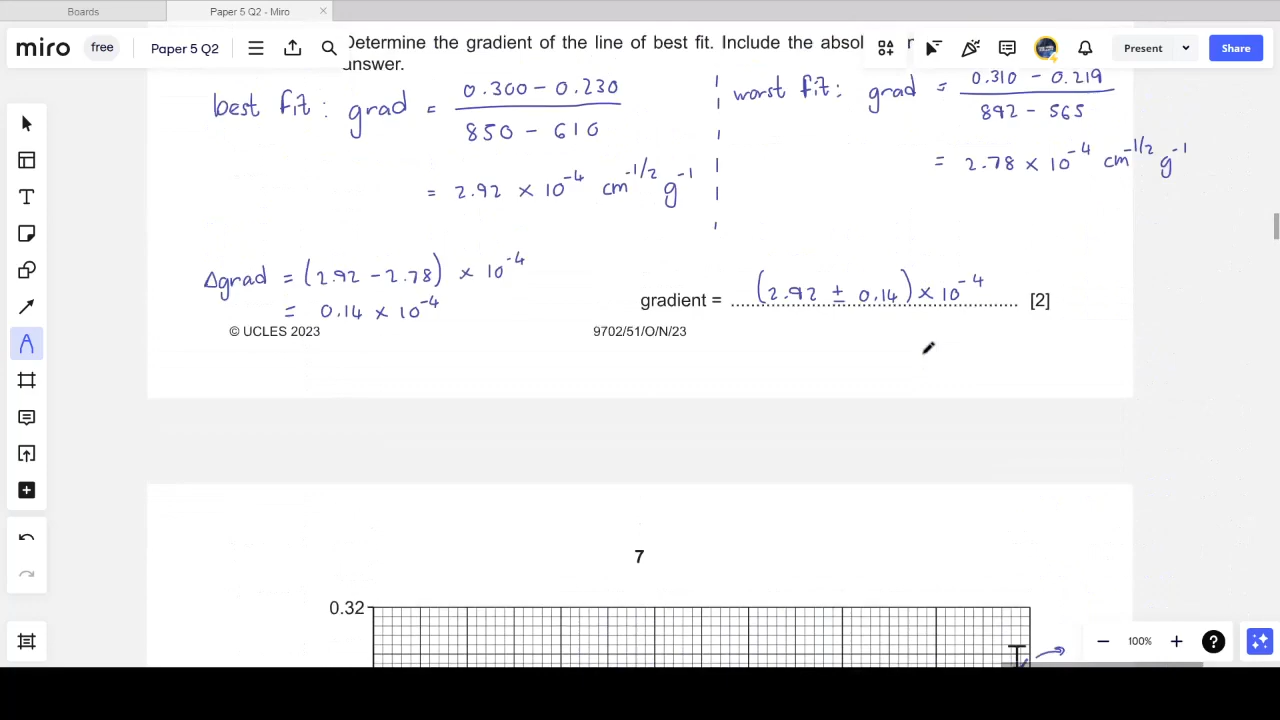 Boards
Paper 5 Q2 - Miro
miro free Paper 5 Q2 Present Share
Determine the gradient of the line of best fit. Include the absol
answer.
best fit: grad = 0.300 - 0.230 / 850 - 610
= 2.92 × 10⁻⁴ cm⁻¹/² g⁻¹
worst fit: grad = 0.310 - 0.219 / 892 - 565
= 2.78 × 10⁻⁴ cm⁻¹/² g⁻¹
Δgrad = (2.92 - 2.78) × 10⁻⁴
= 0.14 × 10⁻⁴
gradient = (2.92 ± 0.14) × 10⁻⁴ [2]
© UCLES 2023 9702/51/O/N/23
7
0.32
100%